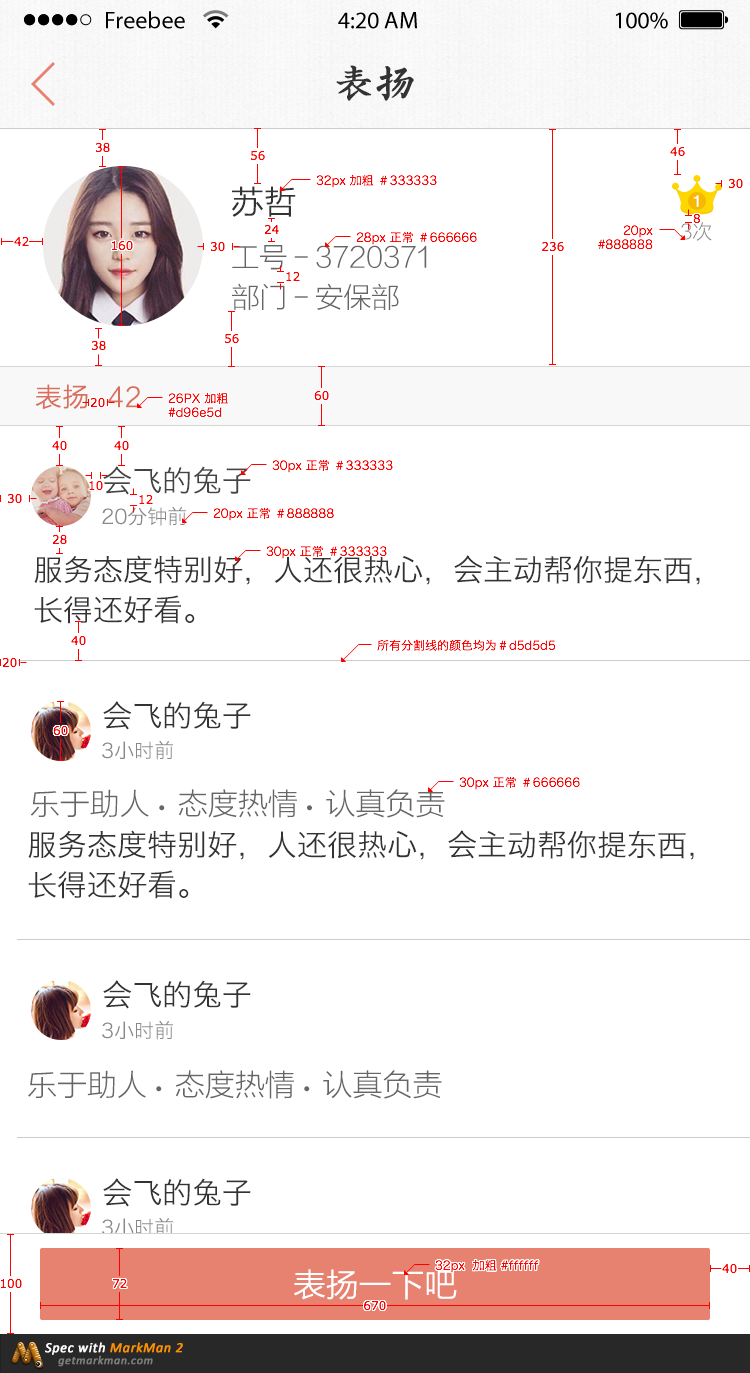 Freebee 4:20 AM 100%
表扬
38
56
46
32px 加粗 #333333
苏哲
30
1
24
8
28px 正常 #666666
20px
#888888
3次
42
160
30
236
工号 – 3720371
12
部门 – 安保部
38
56
表扬 42
20
26PX 加粗
#d96e5d
60
40
40
会飞的兔子
30px 正常 #333333
10
30
12
20分钟前
20px 正常 #888888
28
30px 正常 #333333
服务态度特别好，人还很热心，会主动帮你提东西，
长得还好看。
40
所有分割线的颜色均为#d5d5d5
20
会飞的兔子
60
3小时前
30px 正常 #666666
乐于助人 · 态度热情 · 认真负责
服务态度特别好，人还很热心，会主动帮你提东西，
长得还好看。
会飞的兔子
3小时前
乐于助人 · 态度热情 · 认真负责
会飞的兔子
3小时前
32px 加粗 #ffffff
40
100
72
表扬一下吧
670
Spec with MarkMan 2
getmarkman.com